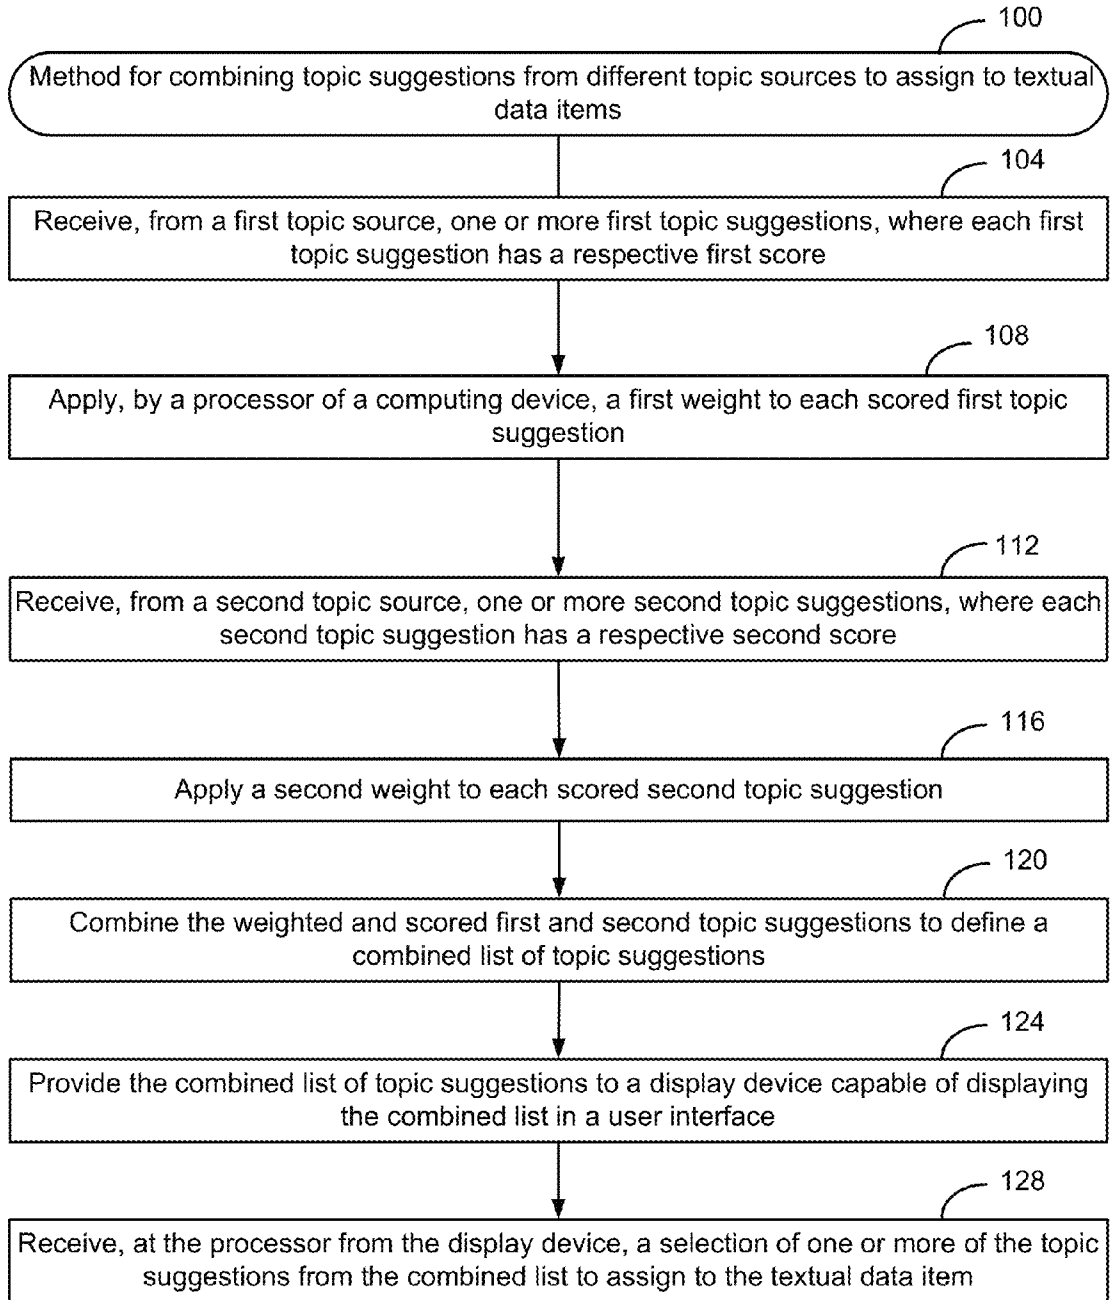 100
Method for combining topic suggestions from different topic sources to assign to textual
data items
104
Receive, from a first topic source, one or more first topic suggestions, where each first
topic suggestion has a respective first score
108
Apply, by a processor of a computing device, a first weight to each scored first topic
suggestion
112
Receive, from a second topic source, one or more second topic suggestions, where each
second topic suggestion has a respective second score
116
Apply a second weight to each scored second topic suggestion
120
Combine the weighted and scored first and second topic suggestions to define a
combined list of topic suggestions
124
Provide the combined list of topic suggestions to a display device capable of displaying
the combined list in a user interface
128
Receive, at the processor from the display device, a selection of one or more of the topic
suggestions from the combined list to assign to the textual data item